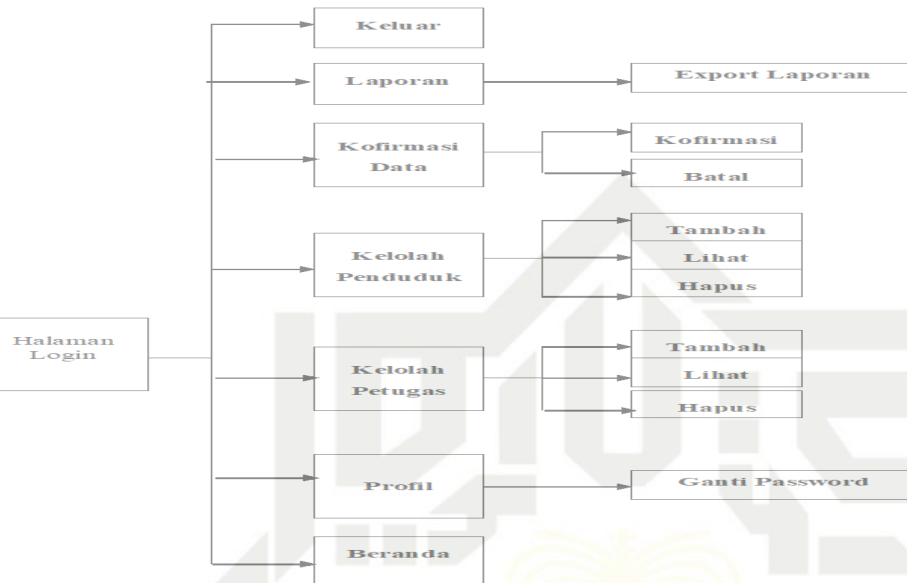 Keluar
Laporan
Export Laporan
Kofirmasi
Data
Kofirmasi
Batal
Kelolah
Penduduk
Tambah
Lihat
Hapus
Halaman
Login
Kelolah
Petugas
Tambah
Lihat
Hapus
Profil
Ganti Password
Beranda